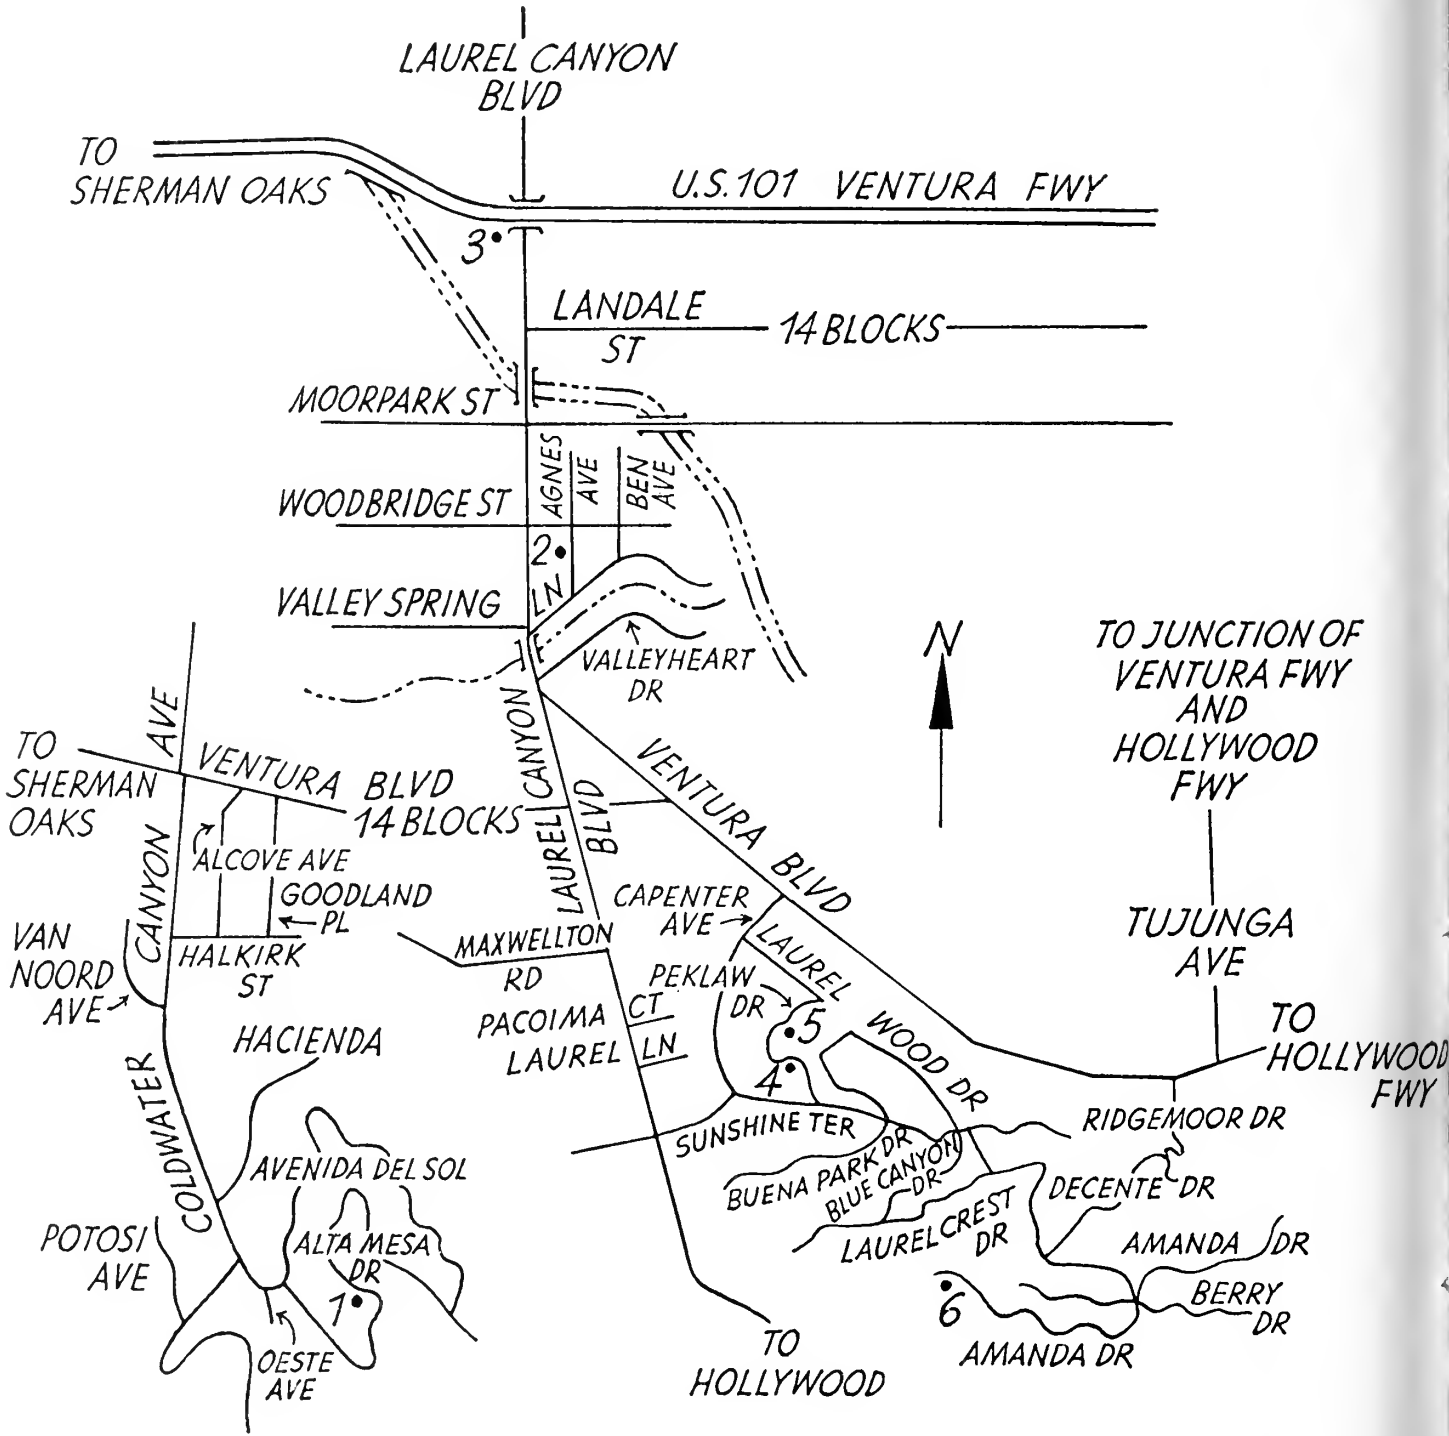 LAUREL CANYON
BLVD
TO
SHERMAN OAKS
U.S. 101 VENTURA FWY
3
LANDALE
ST
14 BLOCKS
MOORPARK ST
AGNES
AVE
BEN
AVE
WOODBRIDGE ST
2
VALLEY SPRING
LN
VALLEYHEART
DR
N
TO JUNCTION OF
VENTURA FWY
AND
HOLLYWOOD
FWY
TO
SHERMAN
OAKS
AVE
CANYON
COLDWATER
VENTURA
BLVD
14 BLOCKS
LAUREL CANYON
LAUREL CANYON
BLVD
VENTURA BLVD
ALCOVE AVE
GOODLAND
PL
VAN
NOORD
AVE
HALKIRK
ST
MAXWELLTON
RD
CAPENTER
AVE
LAUREL
WOOD DR
TUJUNGA
AVE
PEKLAW
DR
5
4
PACOIMA CT
LAUREL LN
TO
HOLLYWOOD
FWY
HACIENDA
SUNSHINE TER
RIDGEMOOR DR
BUENA PARK DR
BLUE CANYON
DR
DECENTE DR
LAURELCREST
DR
AVENIDA DEL SOL
POTOSI
AVE
ALTA MESA
DR
1
OESTE
AVE
AMANDA DR
BERRY
DR
6
AMANDA DR
TO
HOLLYWOOD